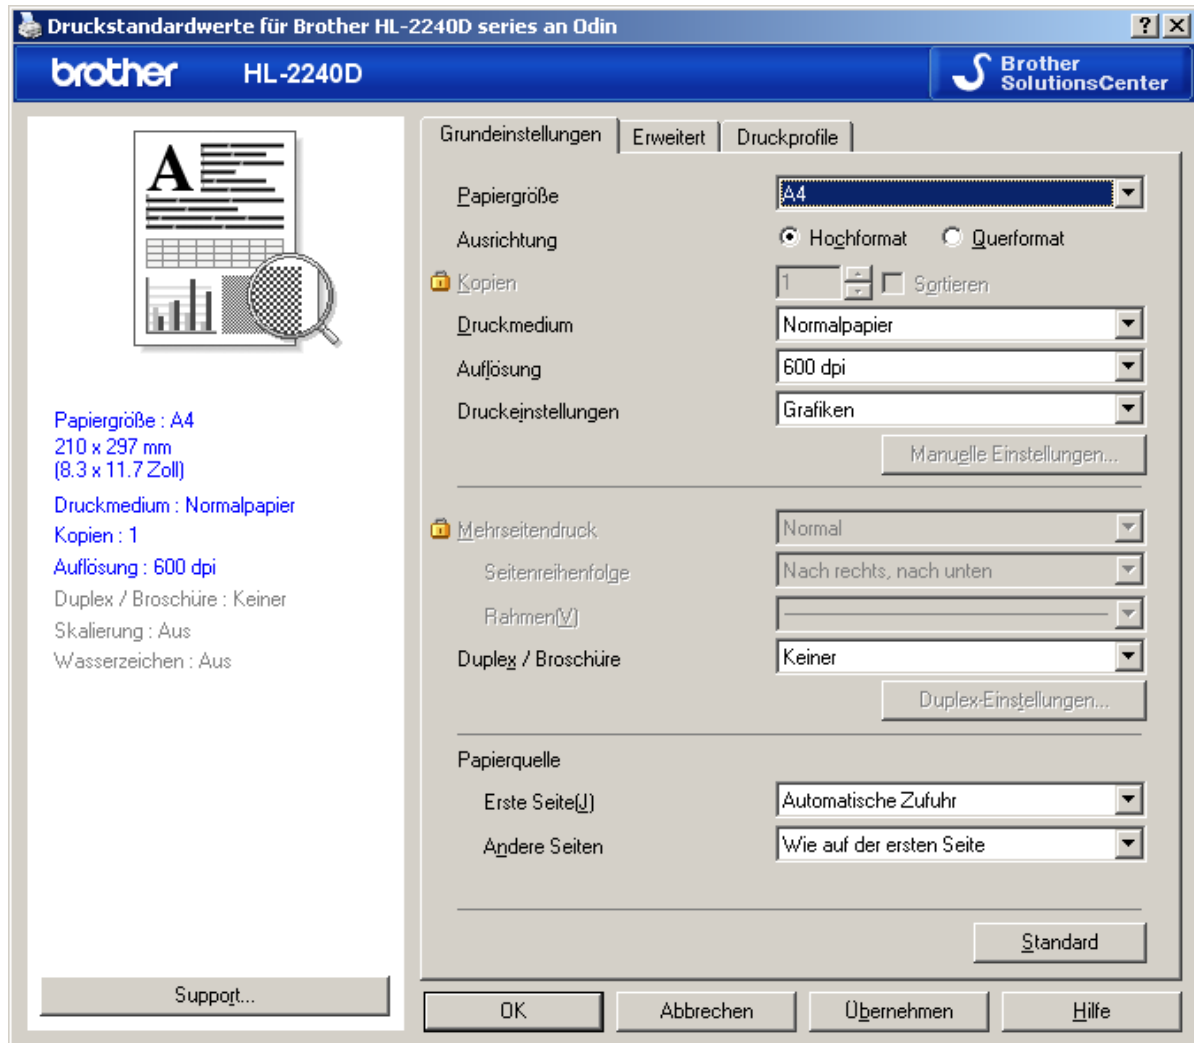 Druckstandardwerte für Brother HL-2240D series an Odin
brother HL-2240D
Brother
SolutionsCenter
A
Papiergröße : A4
210 x 297 mm
(8.3 x 11.7 Zoll)
Druckmedium : Normalpapier
Kopien : 1
Auflösung : 600 dpi
Duplex / Broschüre : Keiner
Skalierung : Aus
Wasserzeichen : Aus
Support...
Grundeinstellungen Erweitert Druckprofile
Papiergröße A4
Ausrichtung Hochformat Querformat
Kopien 1 Sortieren
Druckmedium Normalpapier
Auflösung 600 dpi
Druckeinstellungen Grafiken
Manuelle Einstellungen...
Mehrseitendruck Normal
Seitenreihenfolge Nach rechts, nach unten
Rahmen(V)
Duplex / Broschüre Keiner
Duplex-Einstellungen...
Papierquelle
Erste Seite(J) Automatische Zufuhr
Andere Seiten Wie auf der ersten Seite
Standard
OK Abbrechen Übernehmen Hilfe